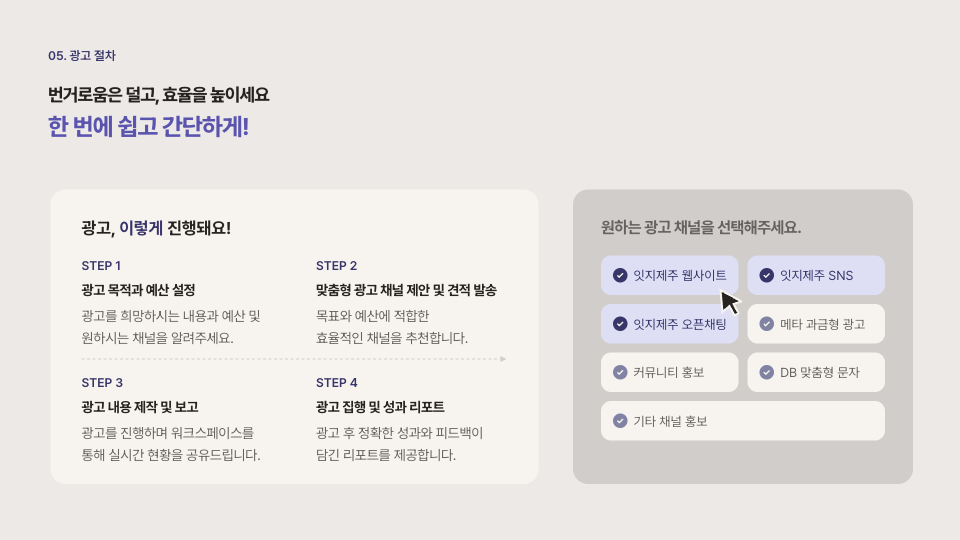 05. 광고 절차
번거로움은 덜고, 효율을 높이세요
한 번에 쉽고 간단하게!
광고, 이렇게 진행돼요!
STEP 1
광고 목적과 예산 설정
광고를 희망하시는 내용과 예산 및
원하시는 채널을 알려주세요.
STEP 2
맞춤형 광고 채널 제안 및 견적 발송
목표와 예산에 적합한
효율적인 채널을 추천합니다.
STEP 3
광고 내용 제작 및 보고
광고를 진행하며 워크스페이스를
통해 실시간 현황을 공유드립니다.
STEP 4
광고 집행 및 성과 리포트
광고 후 정확한 성과와 피드백이
담긴 리포트를 제공합니다.
원하는 광고 채널을 선택해주세요.
잇지제주 웹사이트
잇지제주 SNS
잇지제주 오픈채팅
메타 과금형 광고
커뮤니티 홍보
DB 맞춤형 문자
기타 채널 홍보